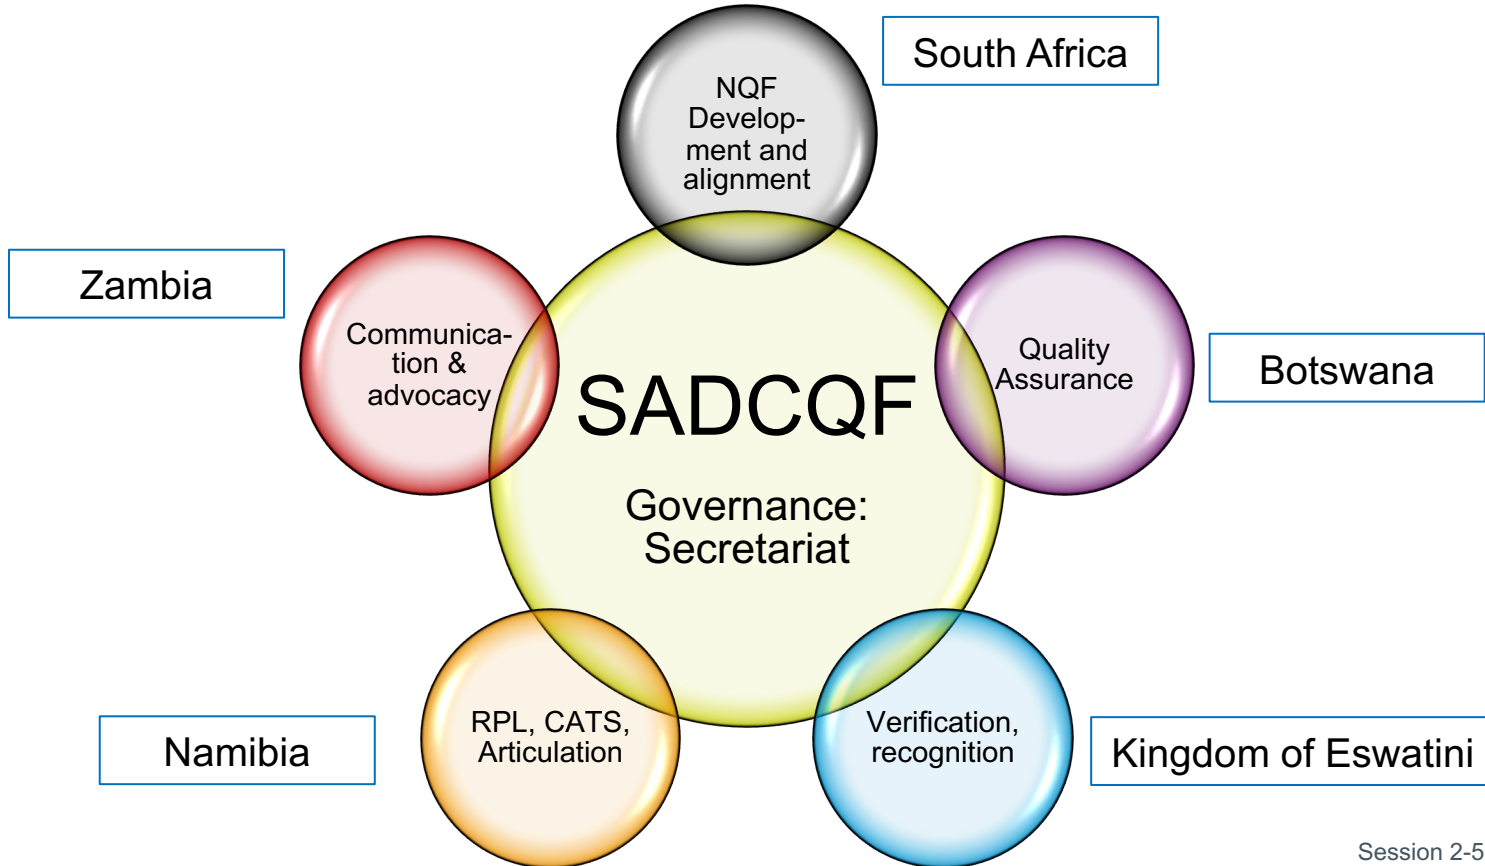 South Africa
NQF
Develop-
ment and
alignment
Zambia
Communica-
tion &
advocacy
Quality
Assurance
Botswana
SADCQF
Governance:
Secretariat
Namibia
RPL, CATS,
Articulation
Verification,
recognition
Kingdom of Eswatini
Session 2-5